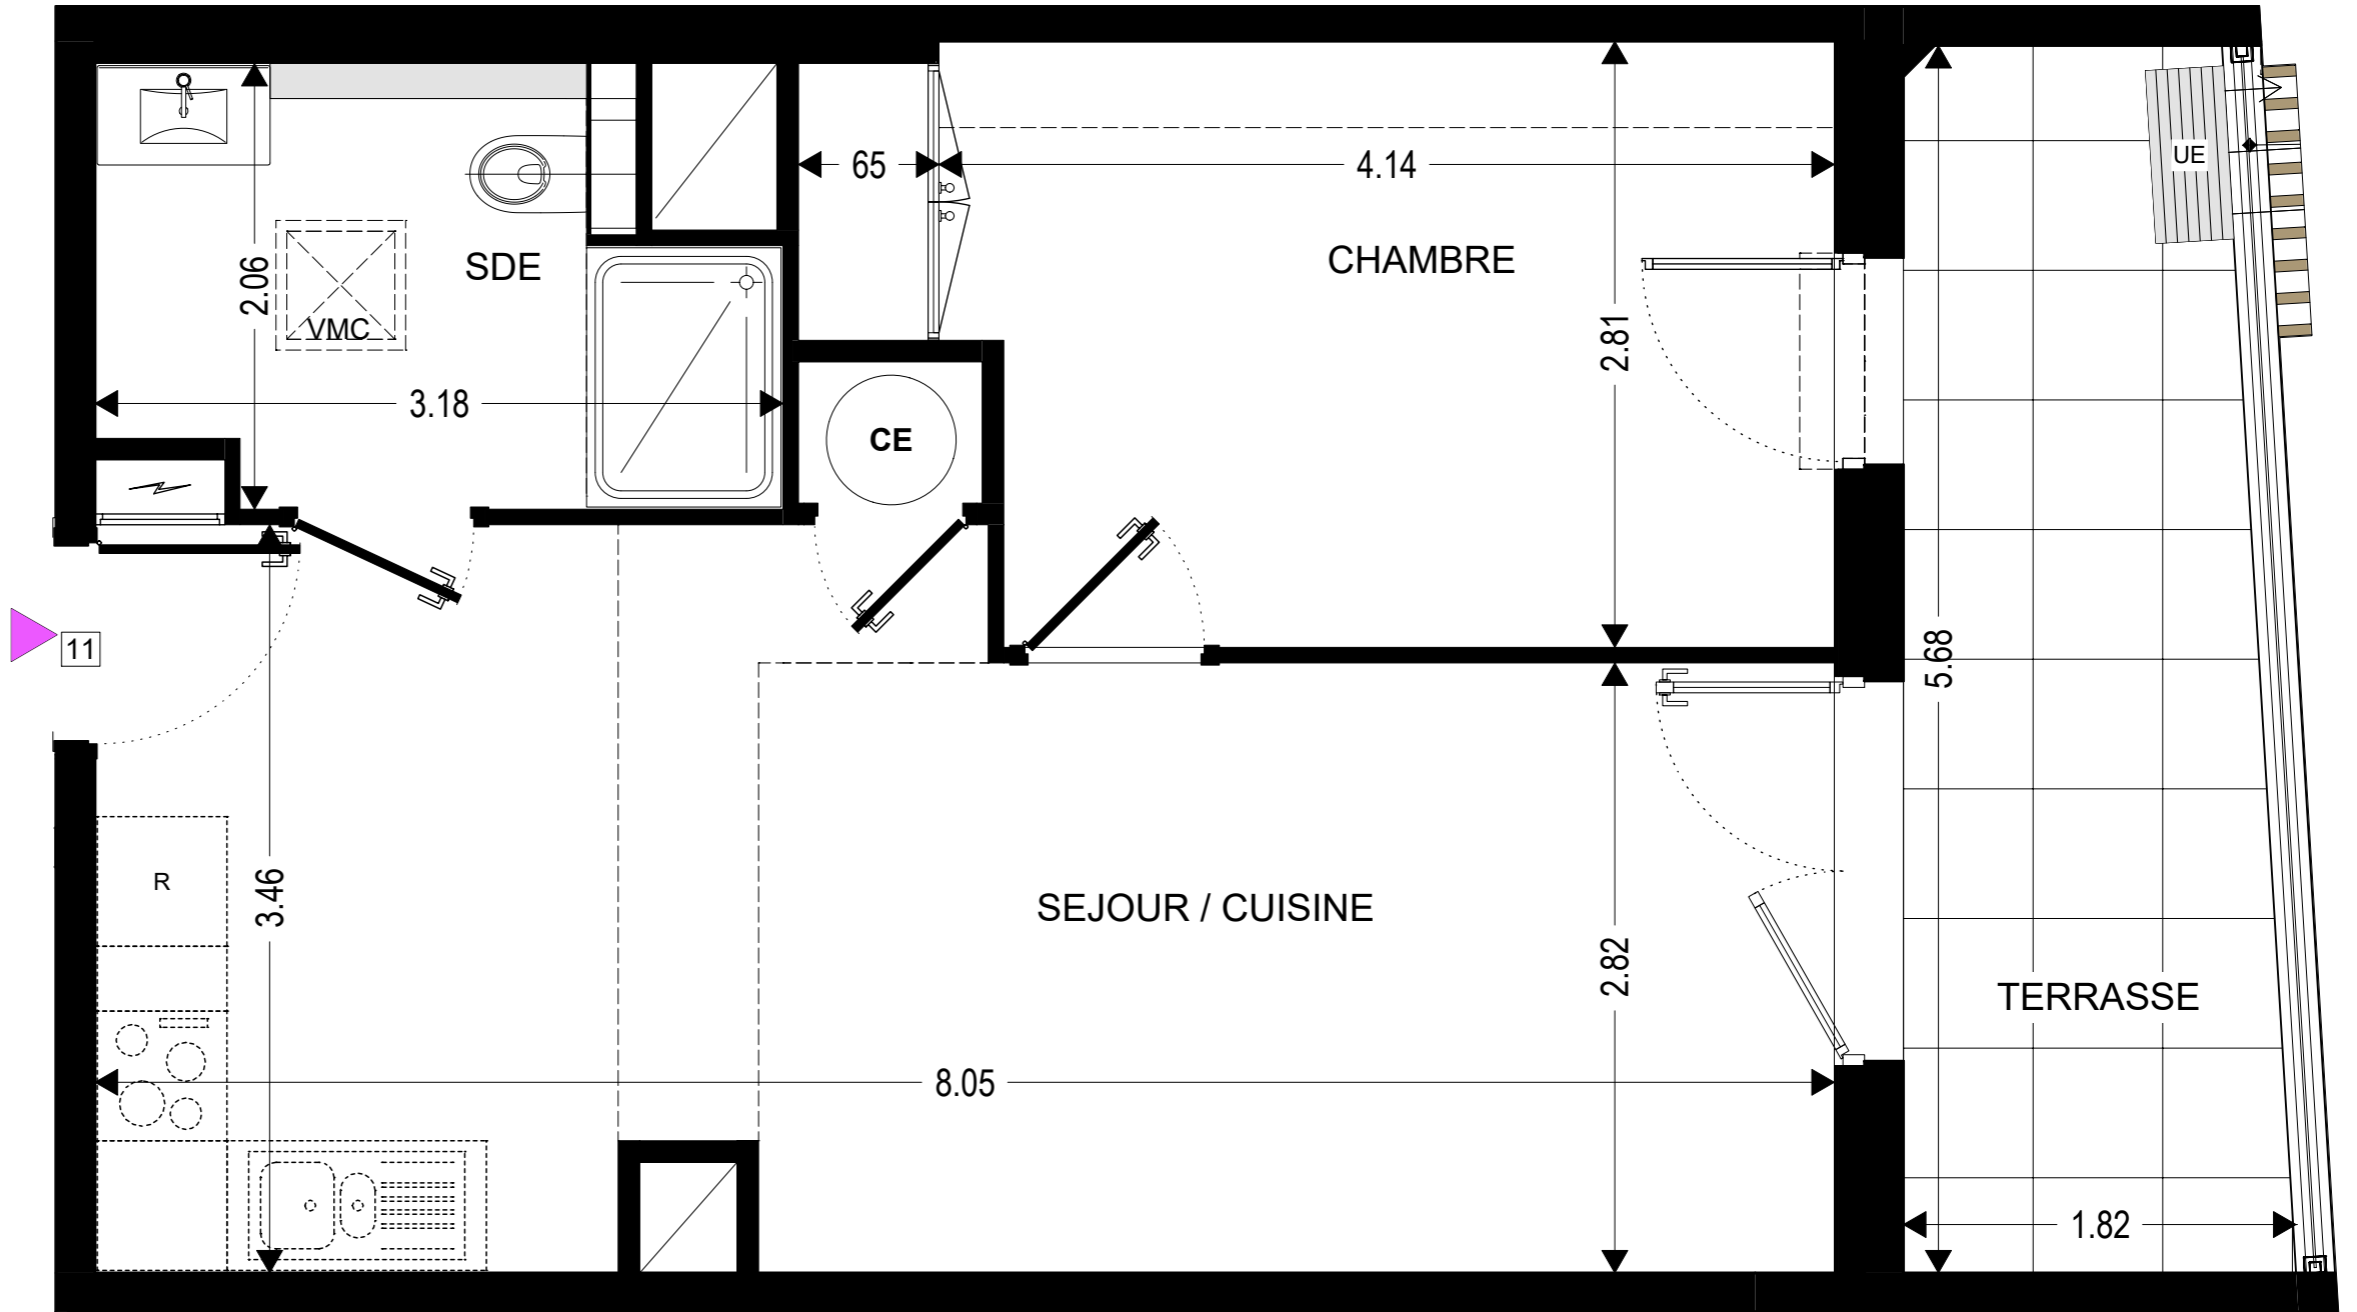 65
4.14
UE
CHAMBRE
SDE
2.06
VMC
2.81
3.18
CE
11
5.68
R
3.46
SEJOUR / CUISINE
2.82
TERRASSE
8.05
1.82